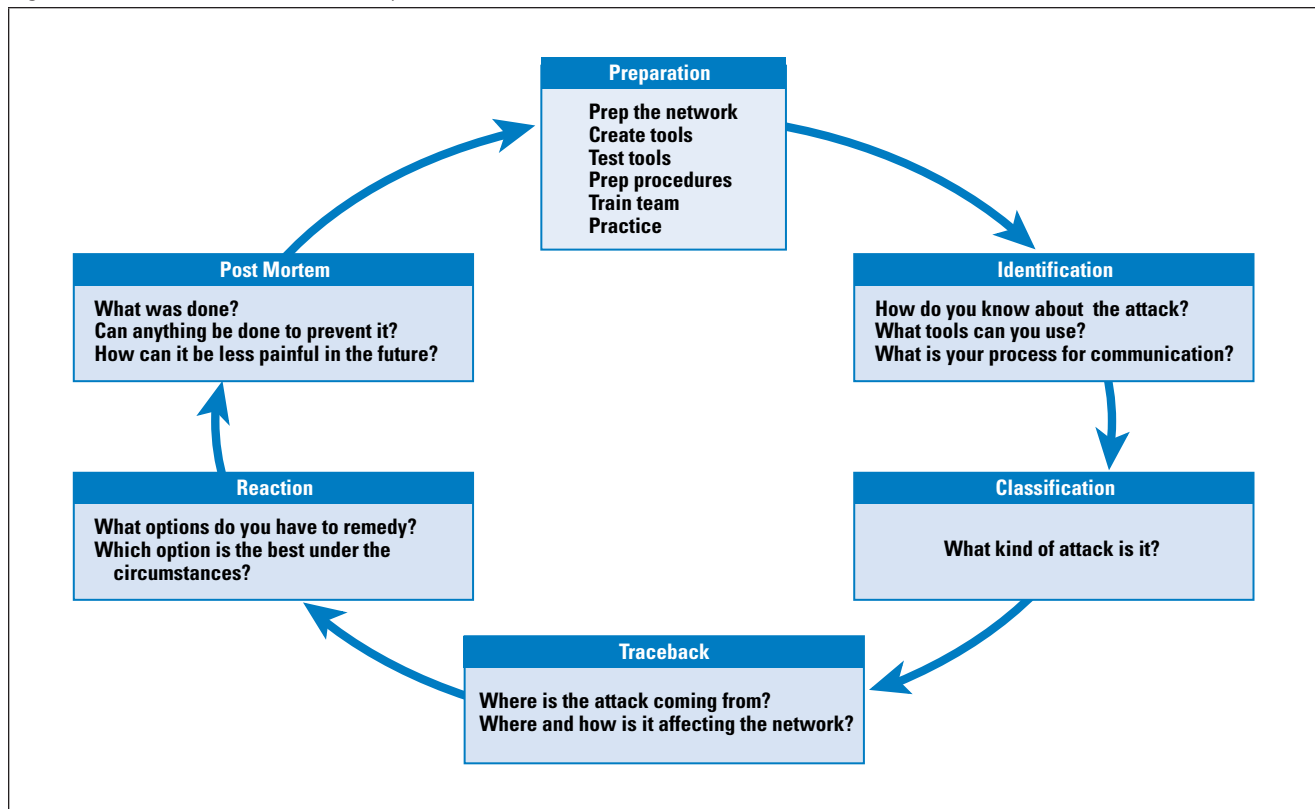 Preparation
Prep the network
Create tools
Test tools
Prep procedures
Train team
Practice
Identification
How do you know about the attack?
What tools can you use?
What is your process for communication?
Classification
What kind of attack is it?
Traceback
Where is the attack coming from?
Where and how is it affecting the network?
Reaction
What options do you have to remedy?
Which option is the best under the
circumstances?
Post Mortem
What was done?
Can anything be done to prevent it?
How can it be less painful in the future?